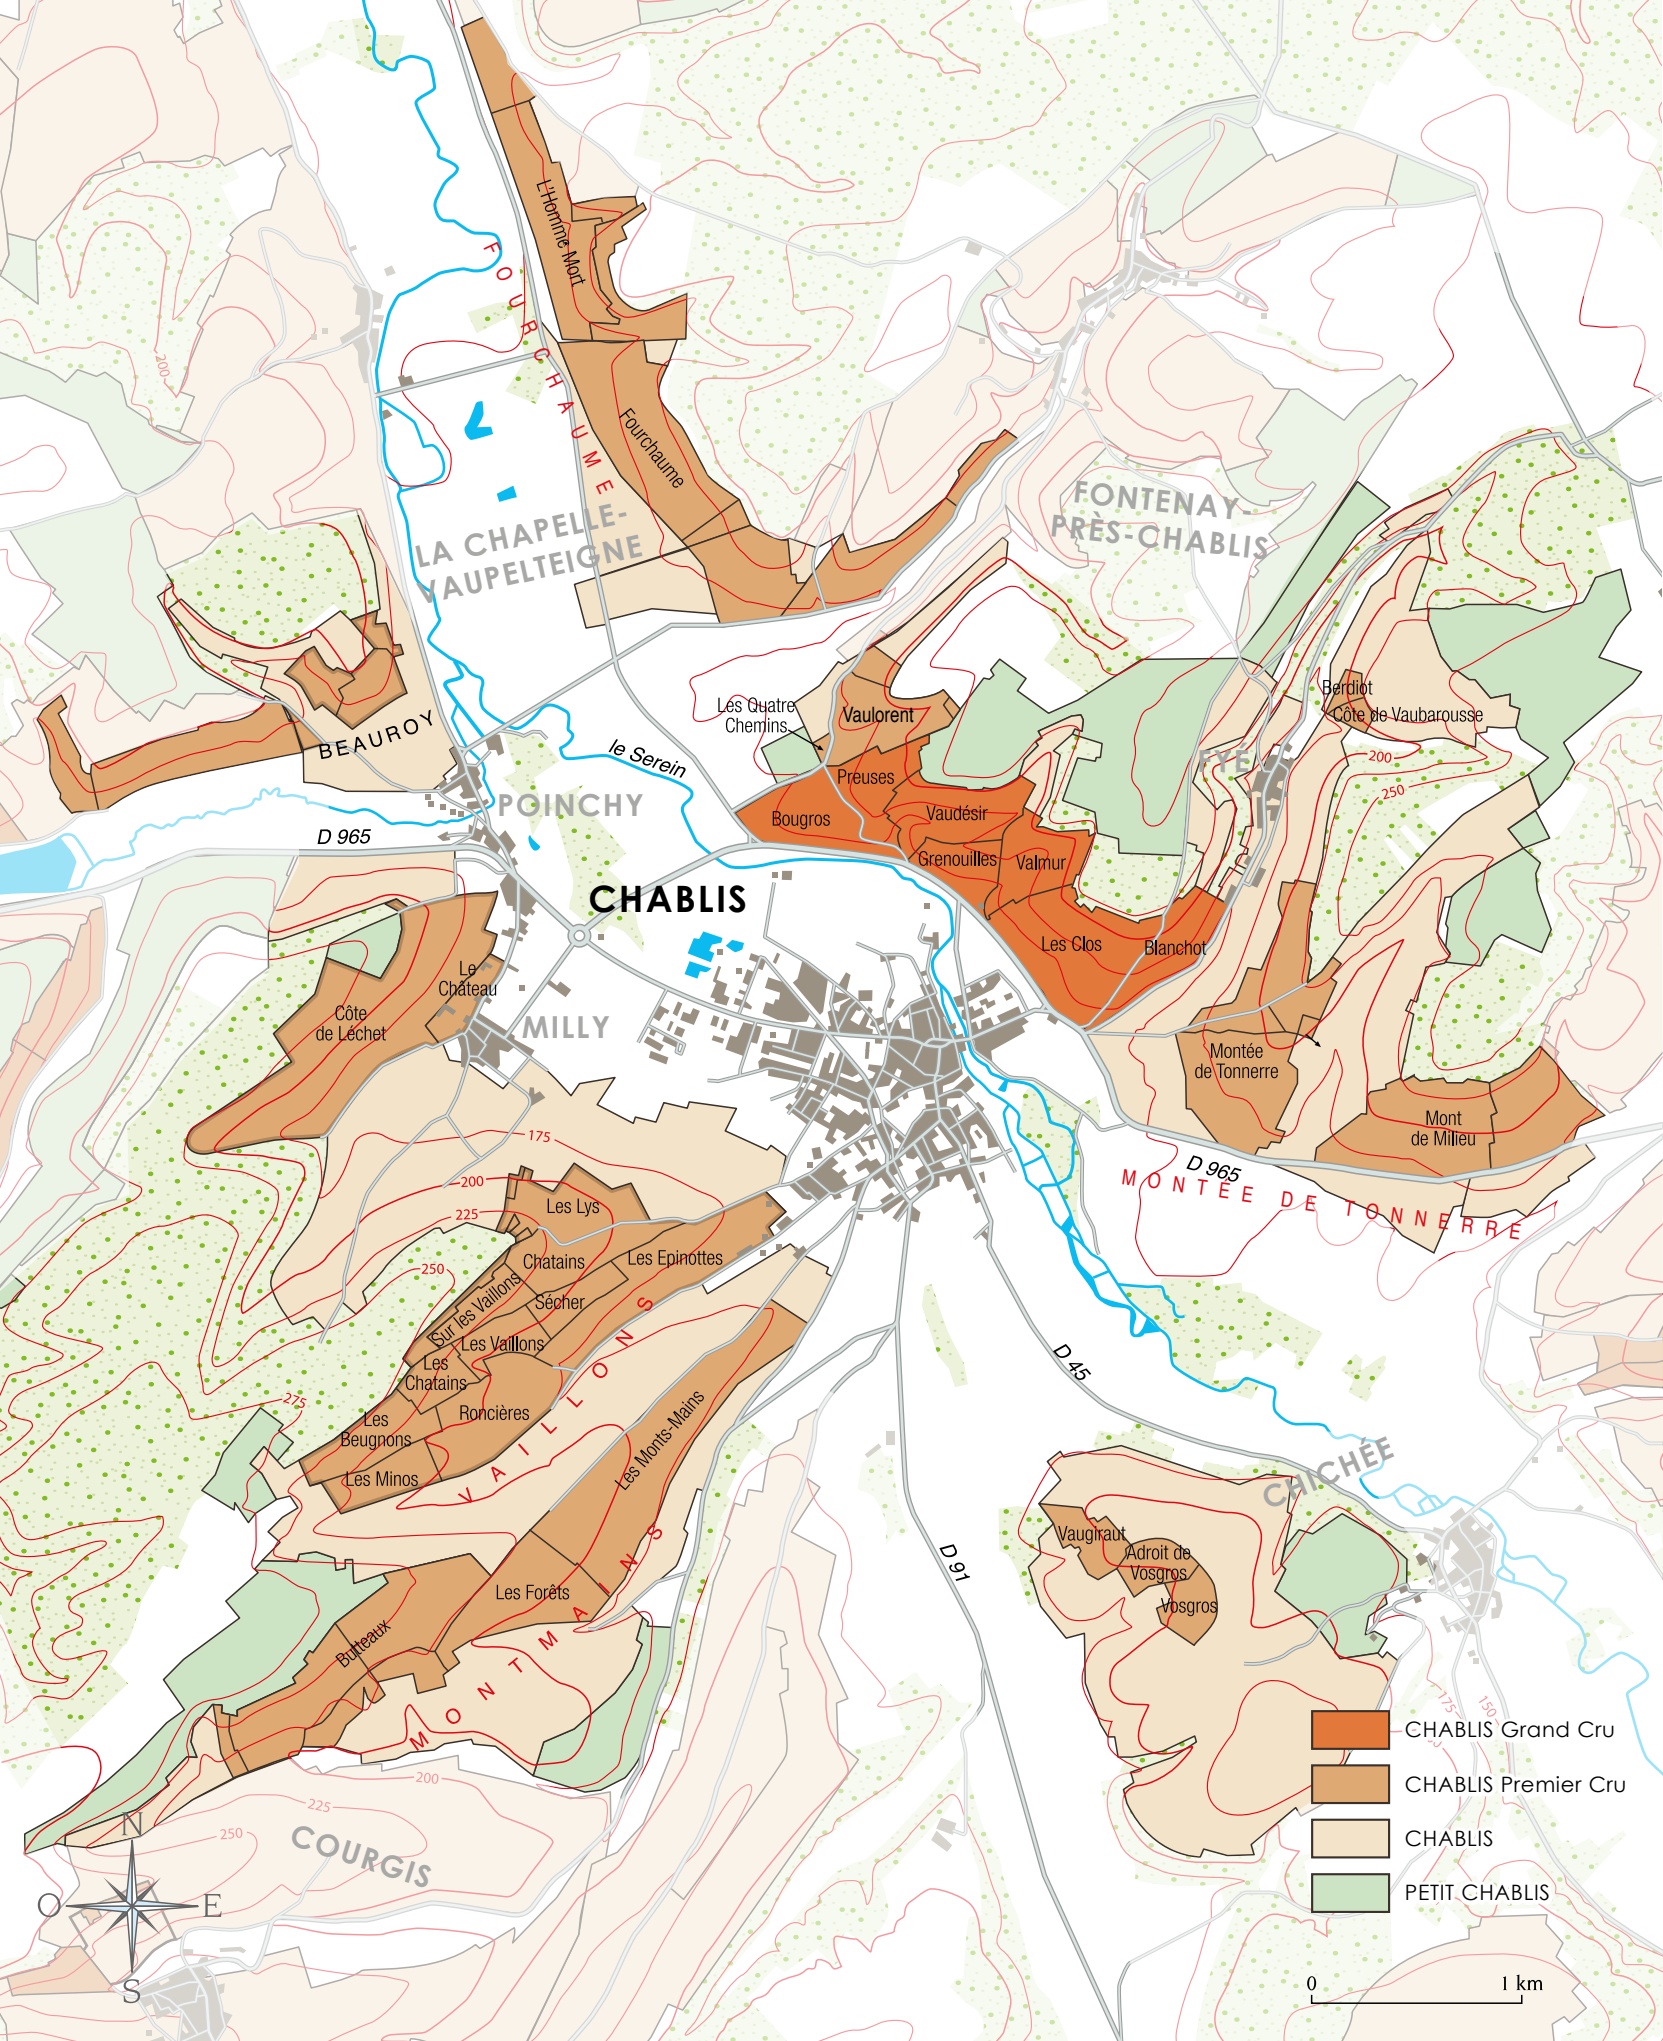 L'Homme Mort
FOURCHAUME
200
Fourchaume
LA CHAPELLE-
VAUPELTEIGNE
FONTENAY-
PRÈS-CHABLIS
BEAUROY
Les Quatre
Chemins
Vaulorent
Berdiot
Côte de Vaubarousse
200
250
FYÉ
le Serein
Preuses
Bougros
Vaudésir
Grenouilles
Valmur
POINCHY
D 965
CHABLIS
Les Clos
Blanchot
Le
Château
Côte
de Léchet
MILLY
Montée
de Tonnerre
Mont
de Milieu
D 965
MONTÉE DE TONNERRE
175
200
225
250
275
Les Lys
Chatains
Les Epinottes
Sur les Vaillons
Sécher
Les Vaillons
Les
Chatains
Roncières
Les
Beugnons
Les Minos
VAILLONS
Les Monts-Mains
D 45
CHICHÉE
D 91
Vaugiraut
Adroit de
Vosgros
Vosgros
Les Forêts
Butteaux
MONTMAINS
175
150
200
225
250
COURGIS
N
O
E
S
CHABLIS Grand Cru
CHABLIS Premier Cru
CHABLIS
PETIT CHABLIS
0
1 km